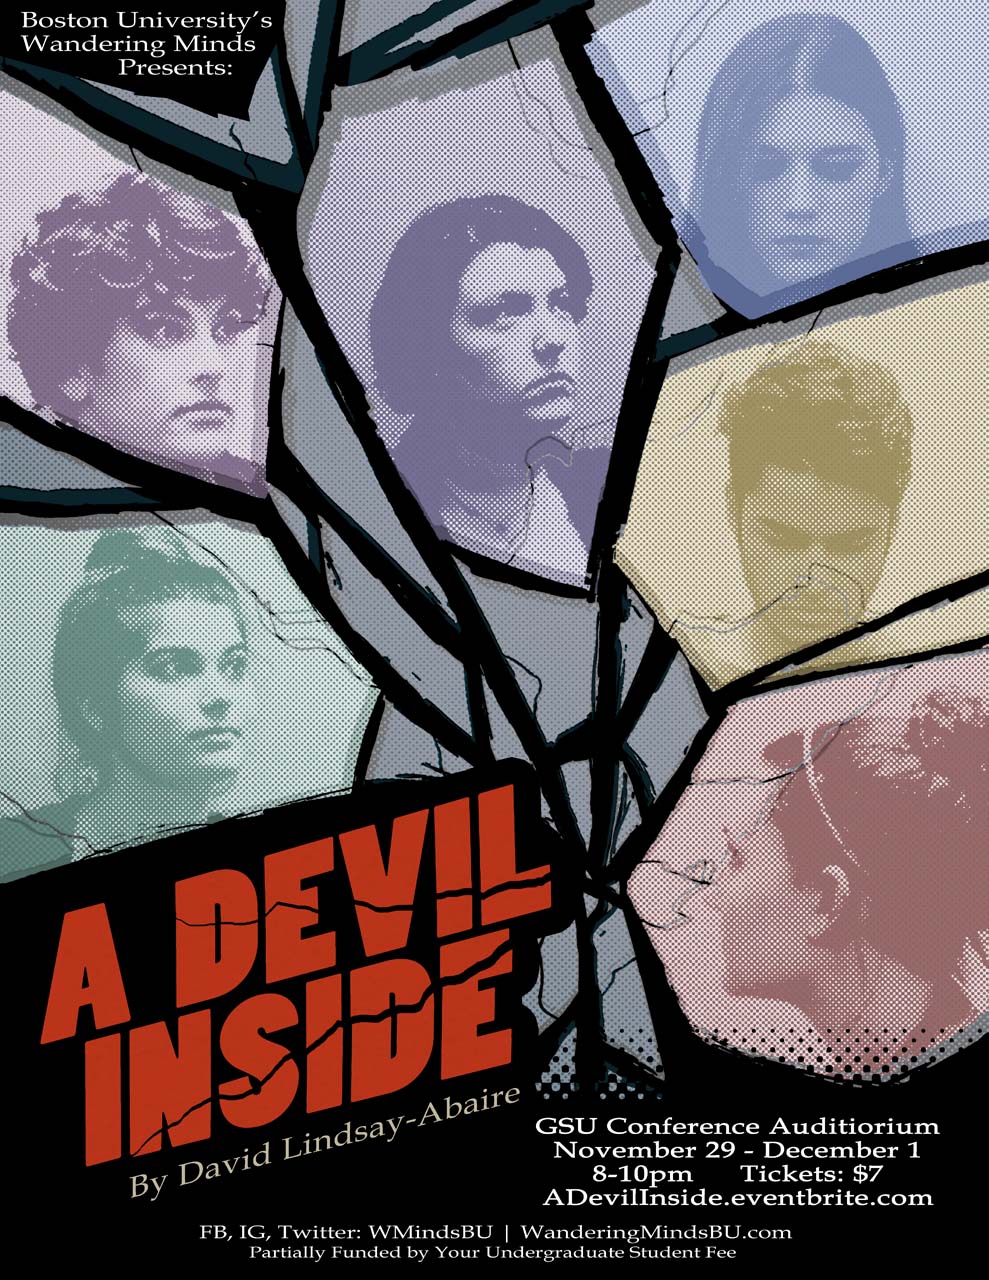 Boston University's
Wandering Minds
Presents:
A DEVIL
INSIDE
By David Lindsay-Abaire
GSU Conference Auditiorium
November 29 - December 1
8-10pm Tickets: $7
ADevilInside.eventbrite.com
FB, IG, Twitter: WMindsBU | WanderingMindsBU.com
Partially Funded by Your Undergraduate Student Fee